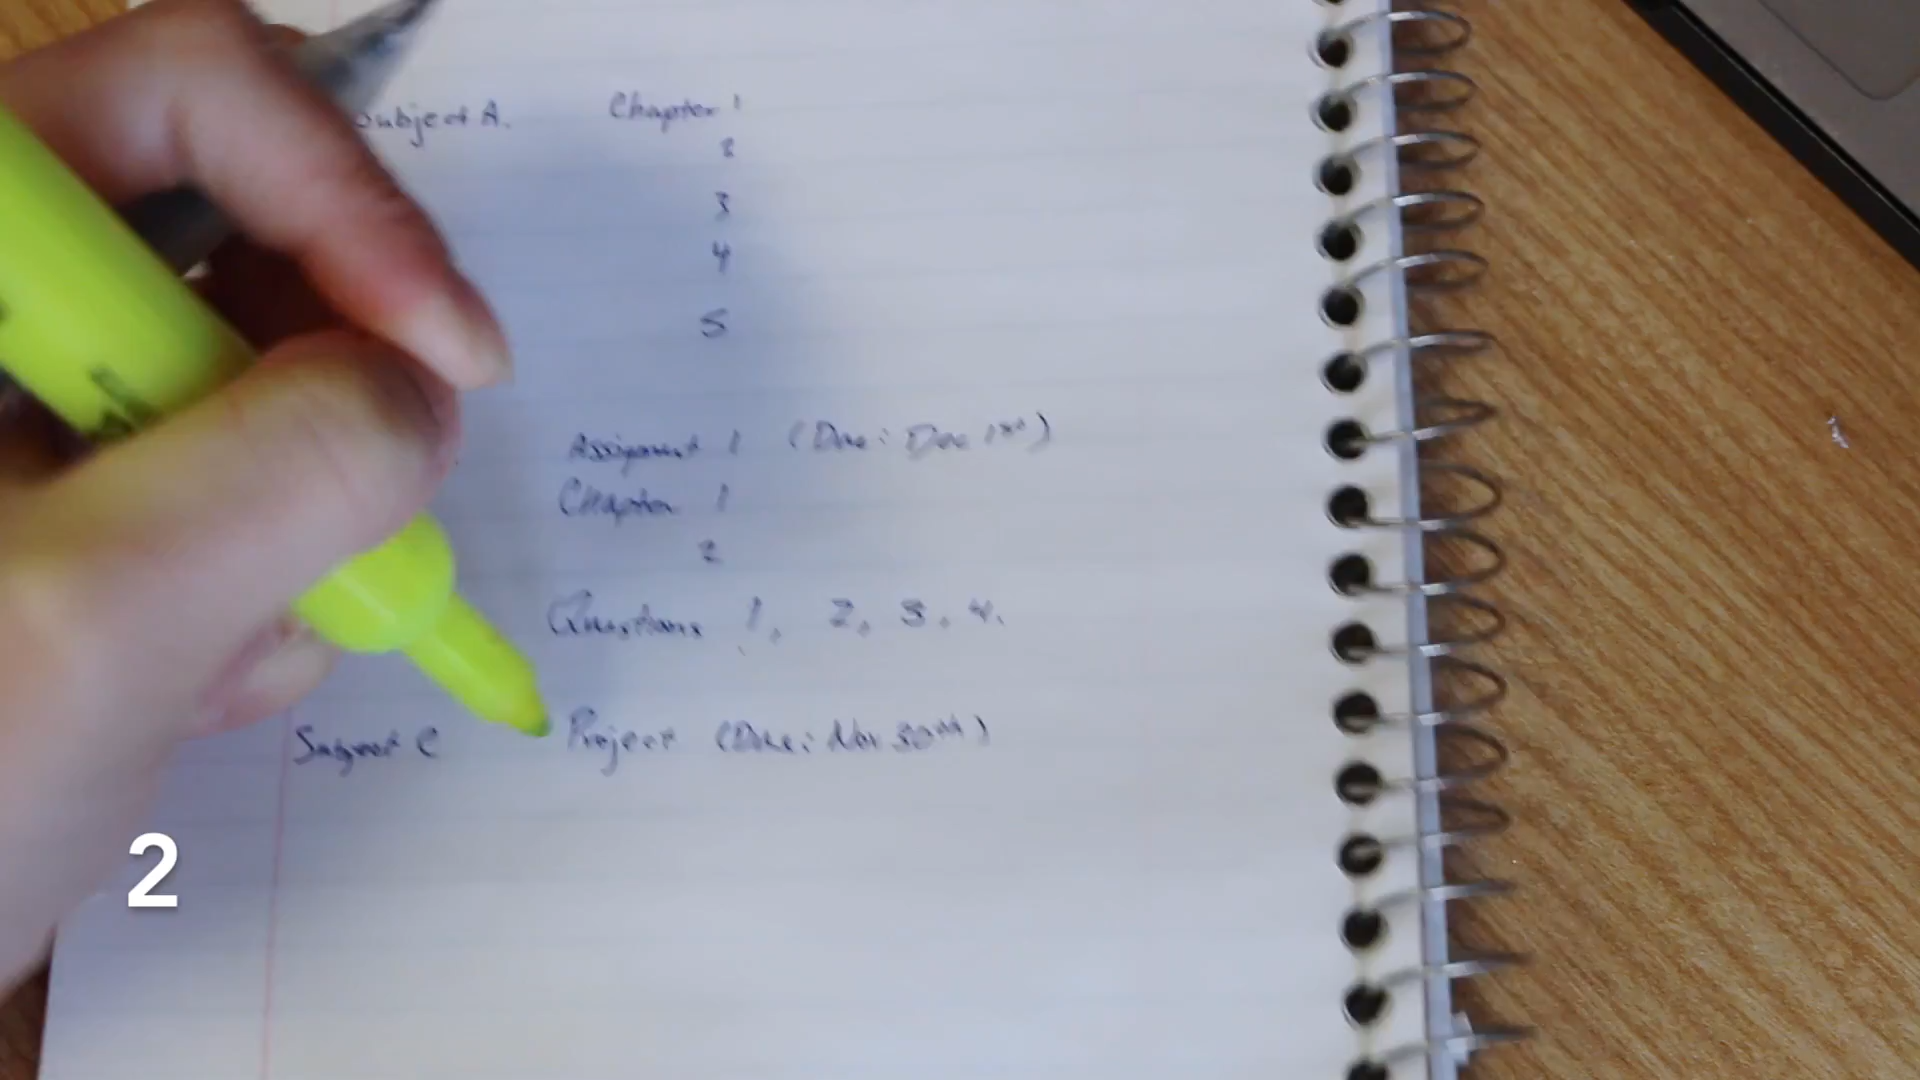 Subject A. Chapter 1
2
3
4
5
Assignment 1 (Due: Dec 1st)
Chapter 1
2
Questions 1, 2, 3, 4.
Subject C Project (Due: Nov 30th)
2